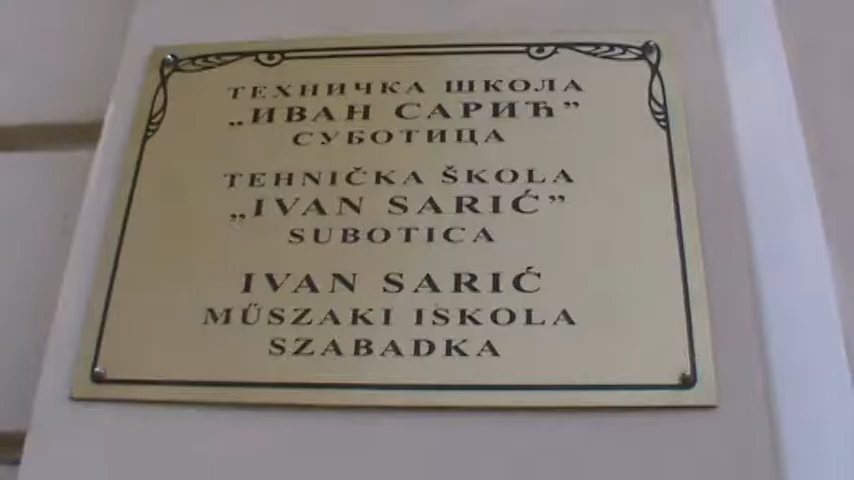 ТЕХНИЧКА ШКОЛА
„ИВАН САРИЋ”
СУБОТИЦА
TEHNIČKA ŠKOLA
„IVAN SARIĆ”
SUBOTICA
IVAN SARIĆ
MŰSZAKI ISKOLA
SZABADKA